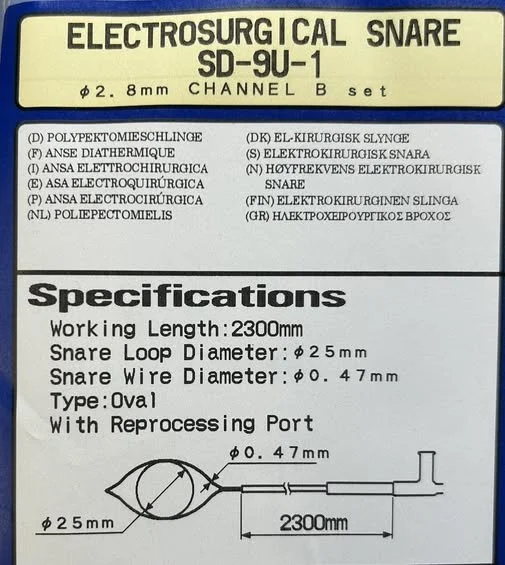 ELECTROSURGICAL SNARE
SD-9U-1
φ2.8mm CHANNEL B set
(D) POLYPEKTOMIESCHLINGE
(F) ANSE DIATHERMIQUE
(I) ANSA ELETTROCHIRURGICA
(E) ASA ELECTROQUIRÚRGICA
(P) ANSA ELECTROCIRÚRGICA
(NL) POLIEPECTOMIELIS
(DK) EL-KIRURGISK SLYNGE
(S) ELEKTROKIRURGISK SNARA
(N) HØYFREKVENS ELEKTROKIRURGISK
SNARE
(FIN) ELEKTROKIRURGINEN SLINGA
(GR) ΗΛΕΚΤΡΟΧΕΙΡΟΥΡΓΙΚΟΣ ΒΡΟΧΟΣ
Specifications
Working Length:2300mm
Snare Loop Diameter:φ25mm
Snare Wire Diameter:φ0.47mm
Type:Oval
With Reprocessing Port
φ0.47mm
φ25mm
2300mm